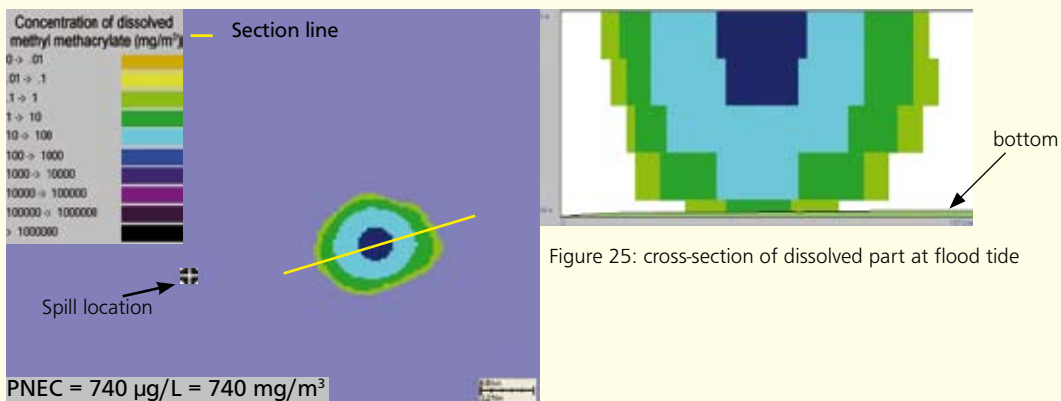 Concentration of dissolved
methyl methacrylate (mg/m³)
0 -> .01
.01 -> .1
.1 -> 1
1 -> 10
10 -> 100
100 -> 1000
1000 -> 10000
10000 -> 100000
100000 -> 1000000
> 1000000
Section line
Spill location
PNEC = 740 µg/L = 740 mg/m³
bottom
Figure 25: cross-section of dissolved part at flood tide